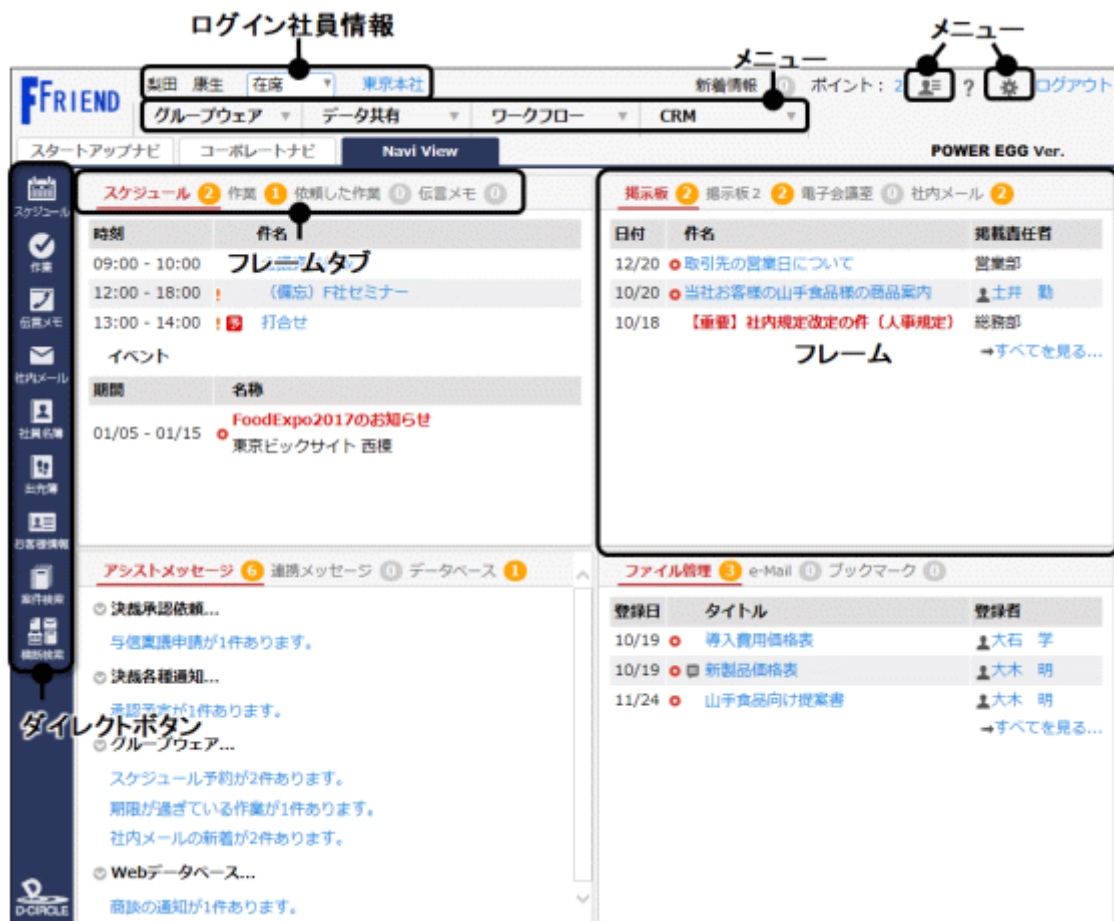 ログイン社員情報
メニュー
メニュー
FFRIEND
梨田 康生 在席 東京本社
新着情報 0 ポイント: 2 ? ログアウト
グループウェア データ共有 ワークフロー CRM
スタートアップナビ コーポレートナビ Navi View
POWER EGG Ver.
スケジュール
作業
伝言メモ
社内メール
社員名簿
出先簿
お客様情報
案件検索
横断検索
ダイレクトボタン
D-CIRCLE
スケジュール 2 作業 1 依頼した作業 0 伝言メモ 0
時刻 件名
フレームタブ
09:00 - 10:00
12:00 - 18:00 ! (備忘)F社セミナー
13:00 - 14:00 ! 打合せ
イベント
期間 名称
01/05 - 01/15 FoodExpo2017のお知らせ
東京ビックサイト 西棟
掲示板 2 掲示板2 2 電子会議室 0 社内メール 2
日付 件名 掲載責任者
12/20 取引先の営業日について 営業部
10/20 当社お客様の山手食品様の商品案内 土井 勤
10/18 【重要】社内規定改定の件(人事規定) 総務部
フレーム
➡すべてを見る...
アシストメッセージ 6 連携メッセージ 0 データベース 1
決裁承認依頼...
与信稟議申請が1件あります。
決裁各種通知...
承認予定が1件あります。
グループウェア...
スケジュール予約が2件あります。
期限が過ぎている作業が1件あります。
社内メールの新着が2件あります。
Webデータベース...
商談の通知が1件あります。
ファイル管理 3 e-Mail 0 ブックマーク 0
登録日 タイトル 登録者
10/19 導入費用価格表 大石 学
10/19 新製品価格表 大木 明
11/24 山手食品向け提案書 大木 明
➡すべてを見る...